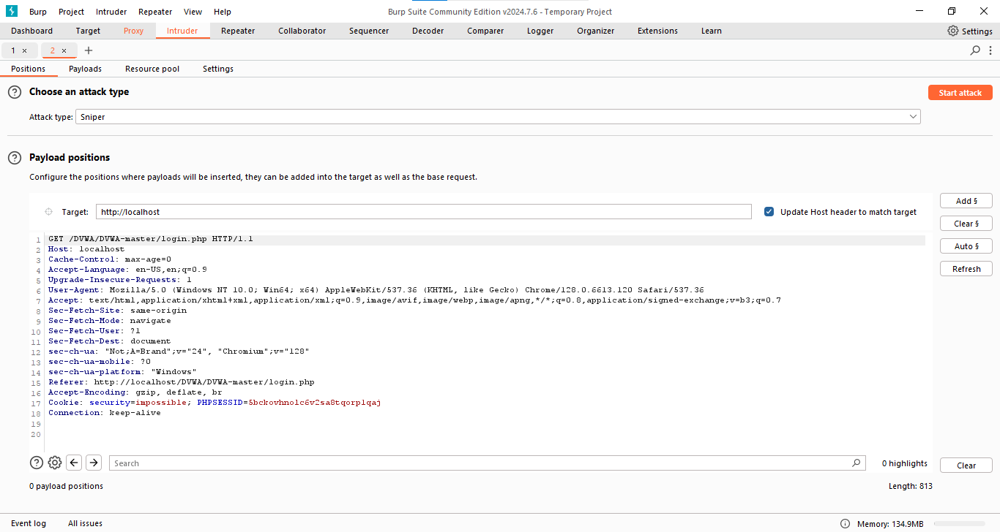 Burp Project Intruder Repeater View Help Burp Suite Community Edition v2024.7.6 - Temporary Project
Dashboard Target Proxy Intruder Repeater Collaborator Sequencer Decoder Comparer Logger Organizer Extensions Learn Settings
1 × 2 × +
Positions Payloads Resource pool Settings
? Choose an attack type Start attack
Attack type: Sniper
? Payload positions
Configure the positions where payloads will be inserted, they can be added into the target as well as the base request.
Add §
Target: http://localhost Update Host header to match target
Clear §
Auto §
Refresh
1 GET /DVWA/DVWA-master/login.php HTTP/1.1
2 Host: localhost
3 Cache-Control: max-age=0
4 Accept-Language: en-US,en;q=0.9
5 Upgrade-Insecure-Requests: 1
6 User-Agent: Mozilla/5.0 (Windows NT 10.0; Win64; x64) AppleWebKit/537.36 (KHTML, like Gecko) Chrome/128.0.6613.120 Safari/537.36
7 Accept: text/html,application/xhtml+xml,application/xml;q=0.9,image/avif,image/webp,image/apng,*/*;q=0.8,application/signed-exchange;v=b3;q=0.7
8 Sec-Fetch-Site: same-origin
9 Sec-Fetch-Mode: navigate
10 Sec-Fetch-User: ?1
11 Sec-Fetch-Dest: document
12 sec-ch-ua: "Not;A=Brand";v="24", "Chromium";v="128"
13 sec-ch-ua-mobile: ?0
14 sec-ch-ua-platform: "Windows"
15 Referer: http://localhost/DVWA/DVWA-master/login.php
16 Accept-Encoding: gzip, deflate, br
17 Cookie: security=impossible; PHPSESSID=5bckovhnolc6v2sa8tqorplqaj
18 Connection: keep-alive
19
20
? Search 0 highlights Clear
0 payload positions Length: 813
Event log All issues Memory: 134.9MB